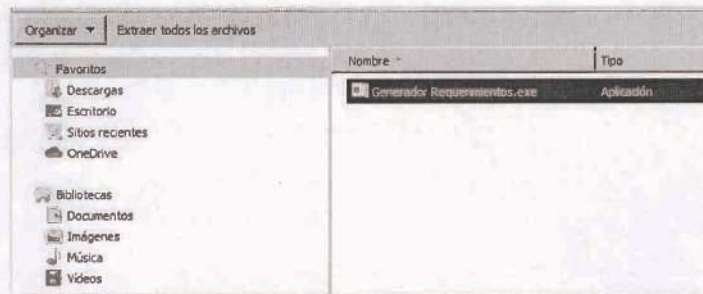 Organizar ▼ Extraer todos los archivos
Favoritos
Descargas
Escritorio
Sitios recientes
OneDrive
Bibliotecas
Documentos
Imágenes
Música
Vídeos
Nombre
Tipo
Generador Requerimientos.exe
Aplicación